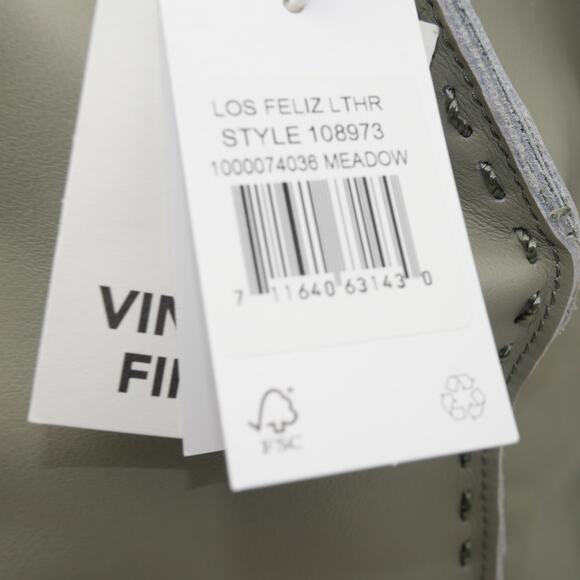 LOS FELIZ LTHR
STYLE 108973
1000074036 MEADOW
7 11640 63143 0
FSC